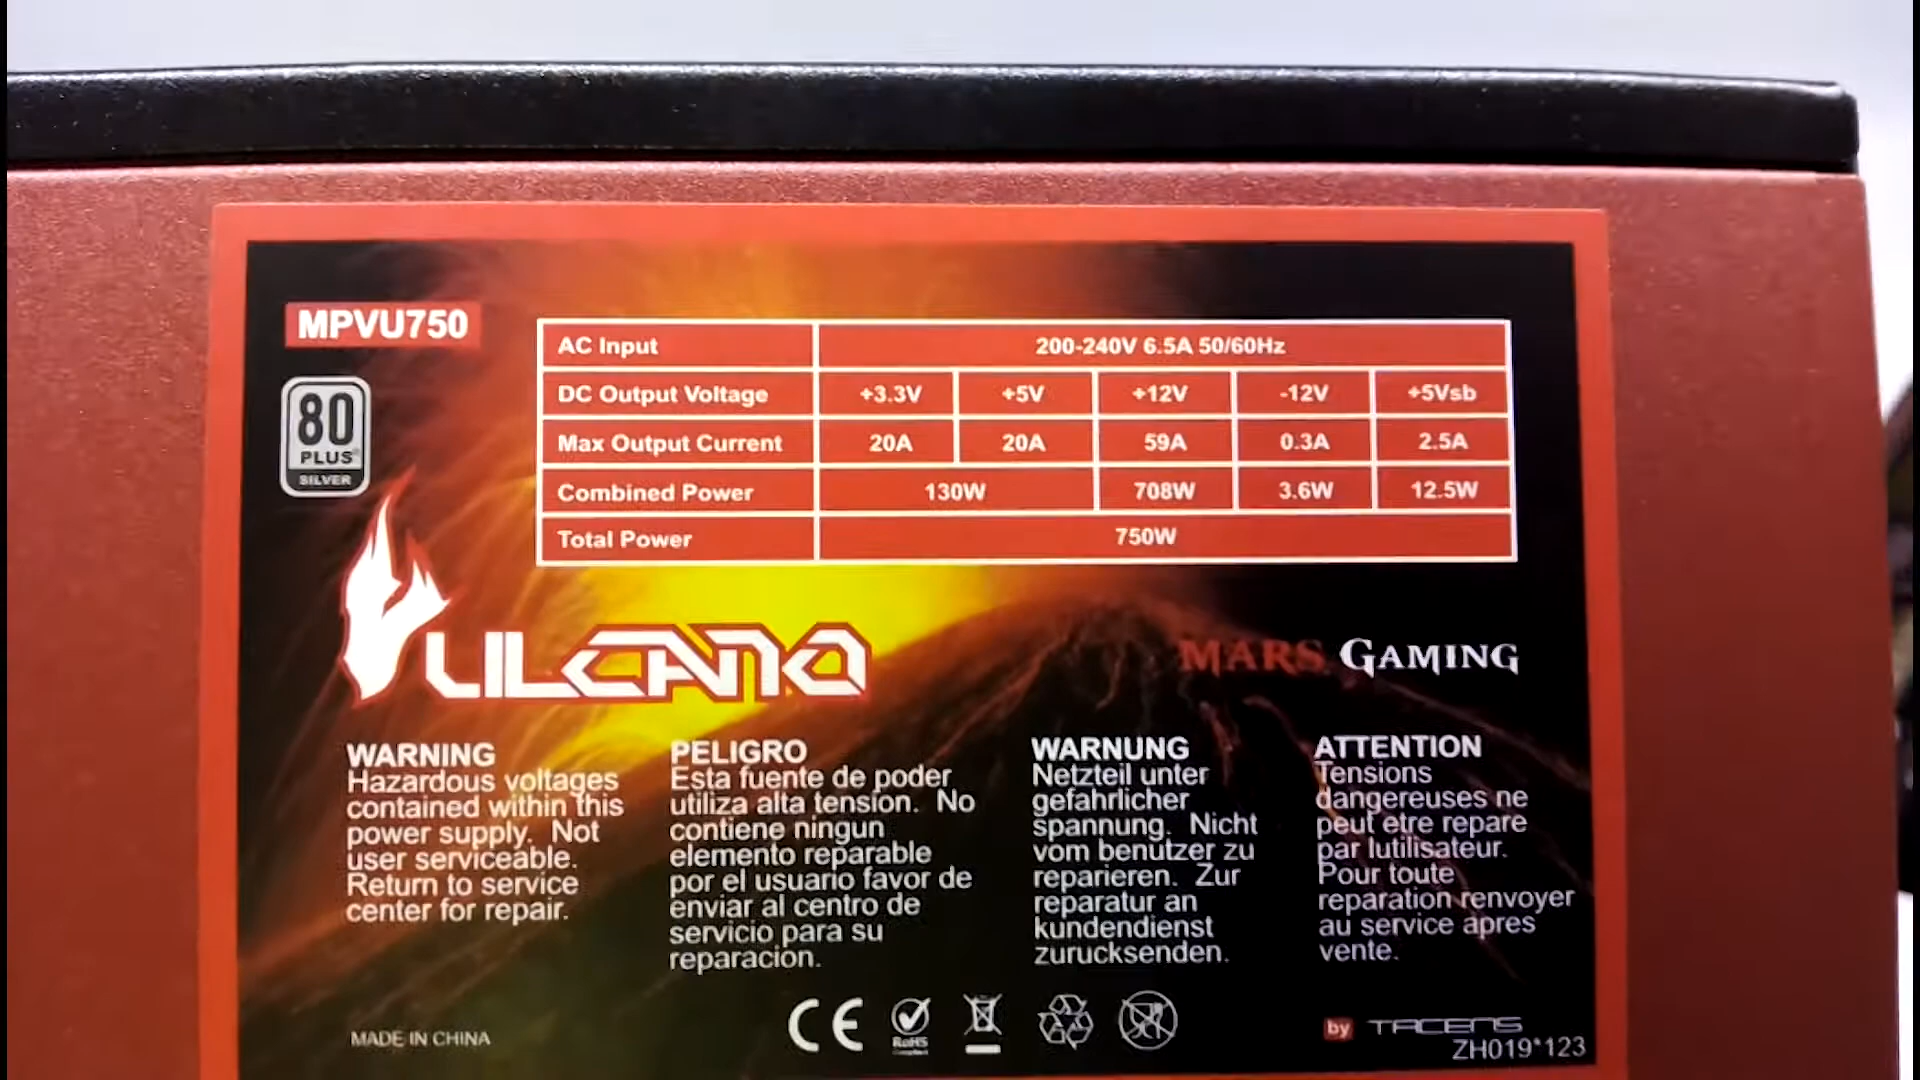 MPVU750
80
PLUS
SILVER
AC Input 200-240V 6.5A 50/60Hz
DC Output Voltage +3.3V +5V +12V -12V +5Vsb
Max Output Current 20A 20A 59A 0.3A 2.5A
Combined Power 130W 708W 3.6W 12.5W
Total Power 750W
VULCANO
MARS GAMING
WARNING
Hazardous voltages
contained within this
power supply. Not
user serviceable.
Return to service
center for repair.
PELIGRO
Esta fuente de poder
utiliza alta tension. No
contiene ningun
elemento reparable
por el usuario favor de
enviar al centro de
servicio para su
reparacion.
WARNUNG
Netzteil unter
gefahrlicher
spannung. Nicht
vom benutzer zu
reparieren. Zur
reparatur an
kundendienst
zurucksenden.
ATTENTION
Tensions
dangereuses ne
peut etre repare
par lutilisateur.
Pour toute
reparation renvoyer
au service apres
vente.
MADE IN CHINA
CE
RoHS
by TACENS
ZH019*123